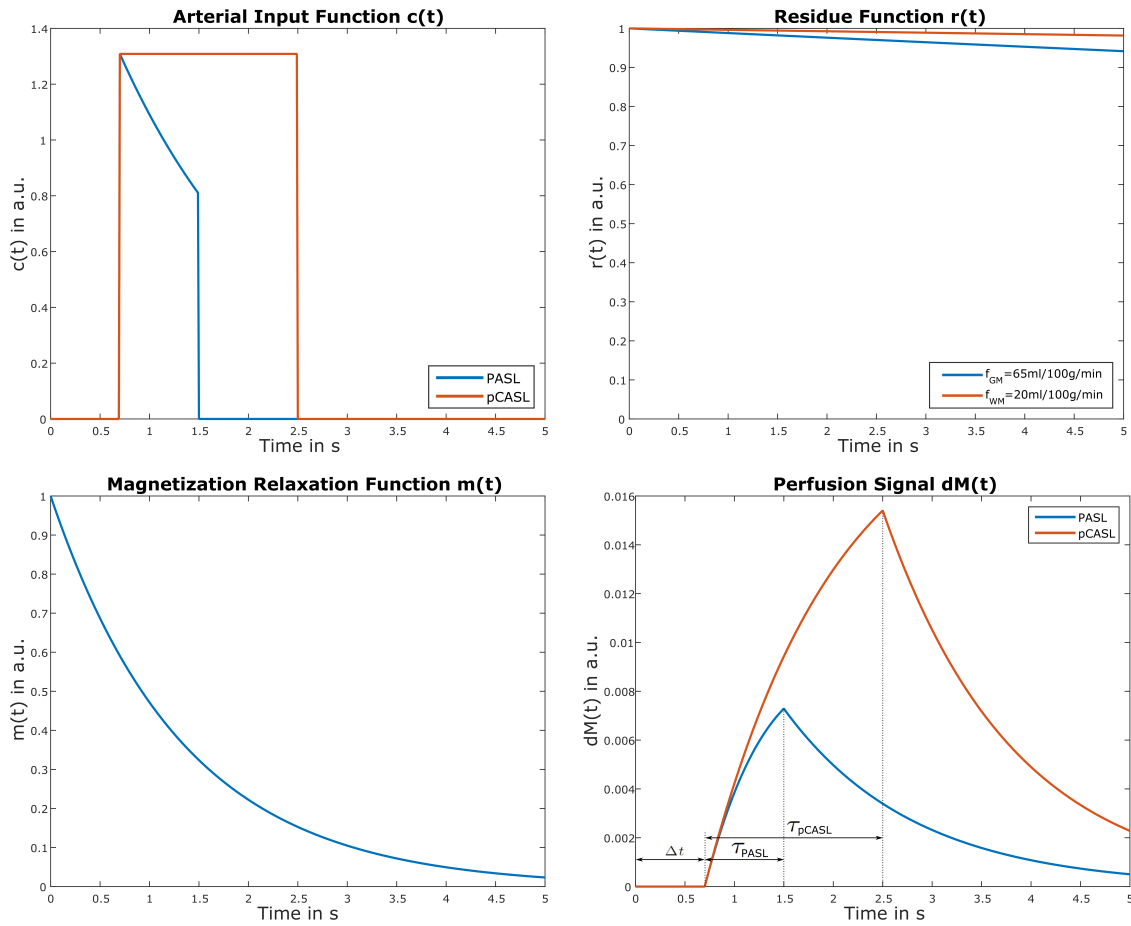 Arterial Input Function c(t)
1.4
1.2
1
0.8
0.6
0.4
0.2
0
c(t) in a.u.
0 0.5 1 1.5 2 2.5 3 3.5 4 4.5 5
Time in s
PASL
pCASL
Residue Function r(t)
1
0.9
0.8
0.7
0.6
0.5
0.4
0.3
0.2
0.1
0
r(t) in a.u.
0 0.5 1 1.5 2 2.5 3 3.5 4 4.5 5
Time in s
f_GM=65ml/100g/min
f_WM=20ml/100g/min
Magnetization Relaxation Function m(t)
1
0.9
0.8
0.7
0.6
0.5
0.4
0.3
0.2
0.1
0
m(t) in a.u.
0 0.5 1 1.5 2 2.5 3 3.5 4 4.5 5
Time in s
Perfusion Signal dM(t)
0.016
0.014
0.012
0.01
0.008
0.006
0.004
0.002
0
dM(t) in a.u.
0 0.5 1 1.5 2 2.5 3 3.5 4 4.5 5
Time in s
PASL
pCASL
τ_pCASL
Δt
τ_PASL